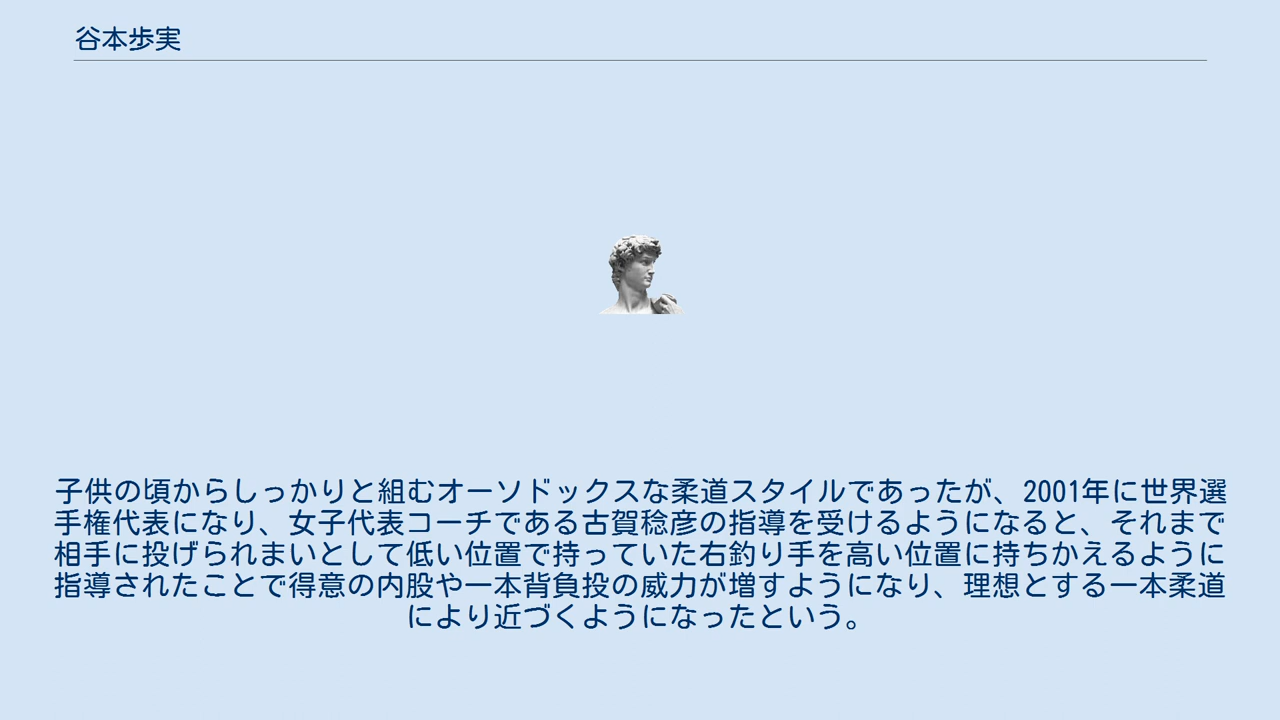 谷本歩実
子供の頃からしっかりと組むオーソドックスな柔道スタイルであったが、2001年に世界選
手権代表になり、女子代表コーチである古賀稔彦の指導を受けるようになると、それまで
相手に投げられまいとして低い位置で持っていた右釣り手を高い位置に持ちかえるように
指導されたことで得意の内股や一本背負投の威力が増すようになり、理想とする一本柔道
により近づくようになったという。